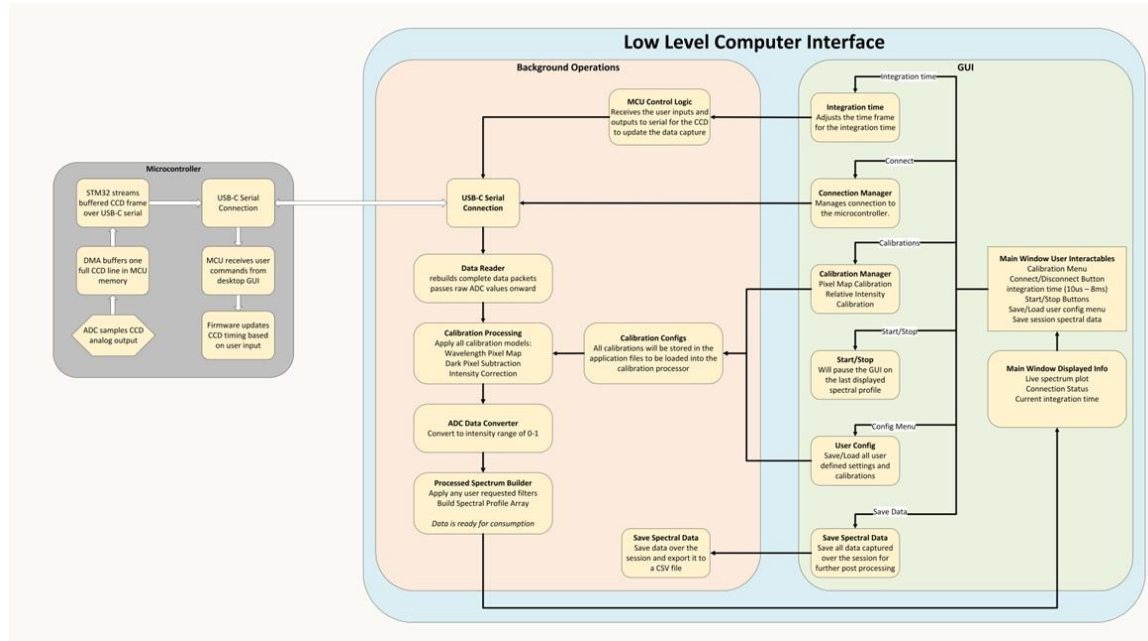 Low Level Computer Interface
Microcontroller
STM32 streams
buffered CCD frame
over USB-C serial
USB-C Serial
Connection
DMA buffers one
full CCD line in MCU
memory
MCU receives user
commands from
desktop GUI
ADC samples CCD
analog output
Firmware updates
CCD timing based
on user input
Background Operations
MCU Control Logic
Receives the user inputs and
outputs to serial for the CCD
to update the data capture
USB-C Serial
Connection
Data Reader
rebuilds complete data packets
passes raw ADC values onward
Calibration Processing
Apply all calibration models:
Wavelength Pixel Map
Dark Pixel Subtraction
Intensity Correction
Calibration Configs
All calibrations will be stored in the
application files to be loaded into the
calibration processor
ADC Data Converter
Convert to intensity range of 0-1
Processed Spectrum Builder
Apply any user requested filters
Build Spectral Profile Array
Data is ready for consumption
Save Spectral Data
Save data over the
session and export it to
a CSV file
GUI
Integration time
Integration time
Adjusts the time frame
for the integration time
Connect
Connection Manager
Manages connection to
the microcontroller.
Calibrations
Calibration Manager
Pixel Map Calibration
Relative Intensity
Calibration
Start/Stop
Start/Stop
Will pause the GUI on
the last displayed
spectral profile
Config Menu
User Config
Save/Load all user
defined settings and
calibrations
Save Data
Save Spectral Data
Save all data captured
over the session for
further post processing
Main Window User Interactables
Calibration Menu
Connect/Disconnect Button
integration time (10us – 8ms)
Start/Stop Buttons
Save/Load user config menu
Save session spectral data
Main Window Displayed Info
Live spectrum plot
Connection Status
Current integration time